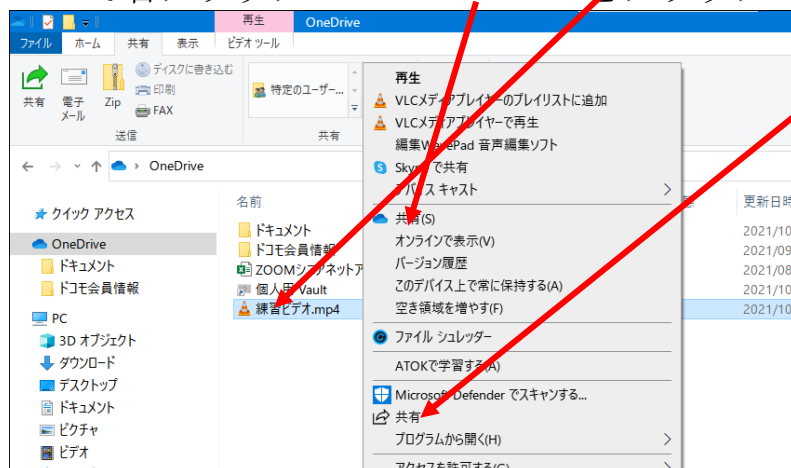 再生 OneDrive
ファイル ホーム 共有 表示 ビデオ ツール
共有
電子メール
Zip
ディスクに書き込む
印刷
FAX
送信
特定のユーザー...
共有
OneDrive
クイック アクセス
OneDrive
ドキュメント
ドコモ会員情報
PC
3D オブジェクト
ダウンロード
デスクトップ
ドキュメント
ピクチャ
ビデオ
名前
ドキュメント
ドコモ会員情報
個人用 Vault
練習ビデオ.mp4
再生
VLCメディアプレイヤーのプレイリストに追加
VLCメディアプレイヤーで再生
編集WavePad 音声編集ソフト
Skypeで共有
デバイス キャスト
共有(S)
オンラインで表示(V)
バージョン履歴
このデバイス上で常に保持する(A)
空き領域を増やす(F)
ファイル シュレッダー
ATOKで学習する(A)
Microsoft Defender でスキャンする...
共有
プログラムから開く(H)
更新日時
2021/10
2021/09
2021/08
2021/10
2021/10